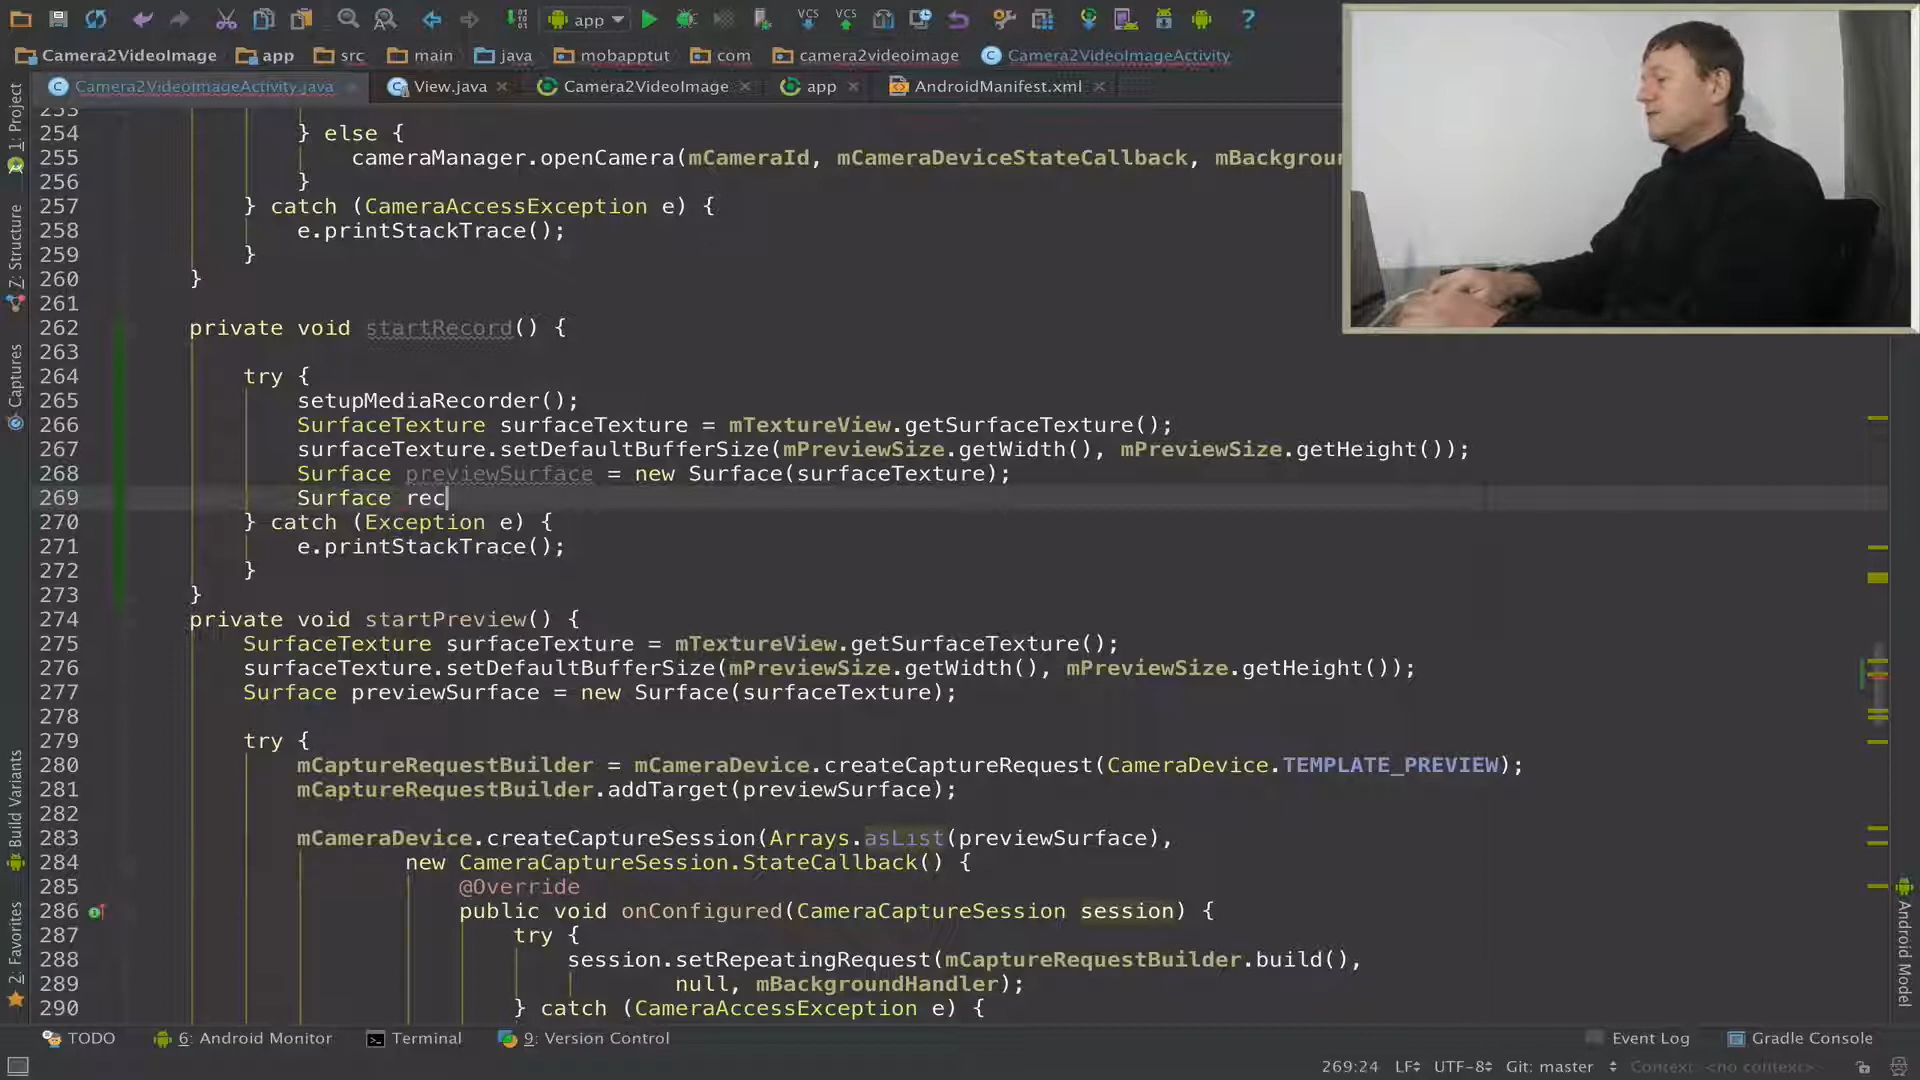 app
Camera2VideoImage app src main java mobapptut com camera2videoimage Camera2VideoImageActivity
Camera2VideoImageActivity.java View.java Camera2VideoImage app AndroidManifest.xml
1: Project
7: Structure
Captures
Build Variants
2: Favorites
Android Model
253
254 } else {
255 cameraManager.openCamera(mCameraId, mCameraDeviceStateCallback, mBackgroun
256 }
257 } catch (CameraAccessException e) {
258 e.printStackTrace();
259 }
260 }
261
262 private void startRecord() {
263
264 try {
265 setupMediaRecorder();
266 SurfaceTexture surfaceTexture = mTextureView.getSurfaceTexture();
267 surfaceTexture.setDefaultBufferSize(mPreviewSize.getWidth(), mPreviewSize.getHeight());
268 Surface previewSurface = new Surface(surfaceTexture);
269 Surface rec
270 } catch (Exception e) {
271 e.printStackTrace();
272 }
273 }
274 private void startPreview() {
275 SurfaceTexture surfaceTexture = mTextureView.getSurfaceTexture();
276 surfaceTexture.setDefaultBufferSize(mPreviewSize.getWidth(), mPreviewSize.getHeight());
277 Surface previewSurface = new Surface(surfaceTexture);
278
279 try {
280 mCaptureRequestBuilder = mCameraDevice.createCaptureRequest(CameraDevice.TEMPLATE_PREVIEW);
281 mCaptureRequestBuilder.addTarget(previewSurface);
282
283 mCameraDevice.createCaptureSession(Arrays.asList(previewSurface),
284 new CameraCaptureSession.StateCallback() {
285 @Override
286 public void onConfigured(CameraCaptureSession session) {
287 try {
288 session.setRepeatingRequest(mCaptureRequestBuilder.build(),
289 null, mBackgroundHandler);
290 } catch (CameraAccessException e) {
TODO 6: Android Monitor Terminal 9: Version Control Event Log Gradle Console
269:24 LF UTF-8 Git: master Context: <no context>